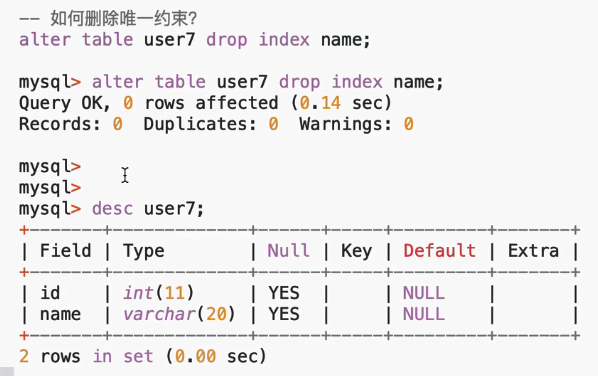 -- 如何删除唯一约束?
alter table user7 drop index name;
mysql> alter table user7 drop index name;
Query OK, 0 rows affected (0.14 sec)
Records: 0  Duplicates: 0  Warnings: 0
mysql>
mysql>
mysql> desc user7;
+-------+-------------+------+-----+---------+-------+
| Field | Type        | Null | Key | Default | Extra |
+-------+-------------+------+-----+---------+-------+
| id    | int(11)     | YES  |     | NULL    |       |
| name  | varchar(20) | YES  |     | NULL    |       |
+-------+-------------+------+-----+---------+-------+
2 rows in set (0.00 sec)